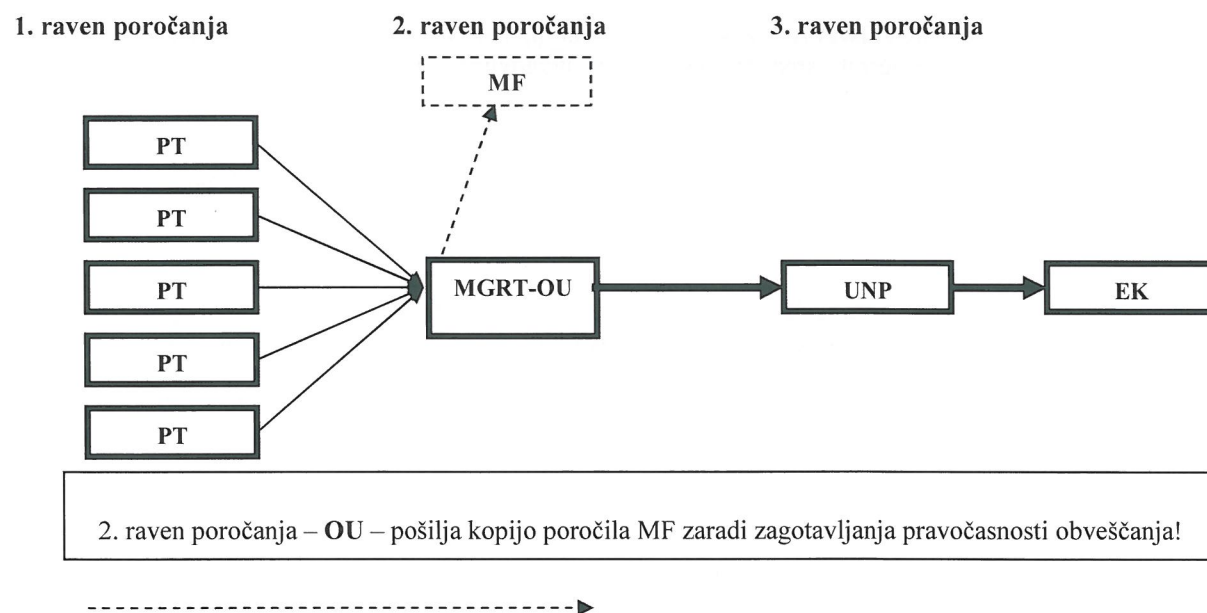 1. raven poročanja 2. raven poročanja 3. raven poročanja
MF
PT
PT
PT
PT
PT
MGRT-OU
UNP
EK
2. raven poročanja – OU – pošilja kopijo poročila MF zaradi zagotavljanja pravočasnosti obveščanja!